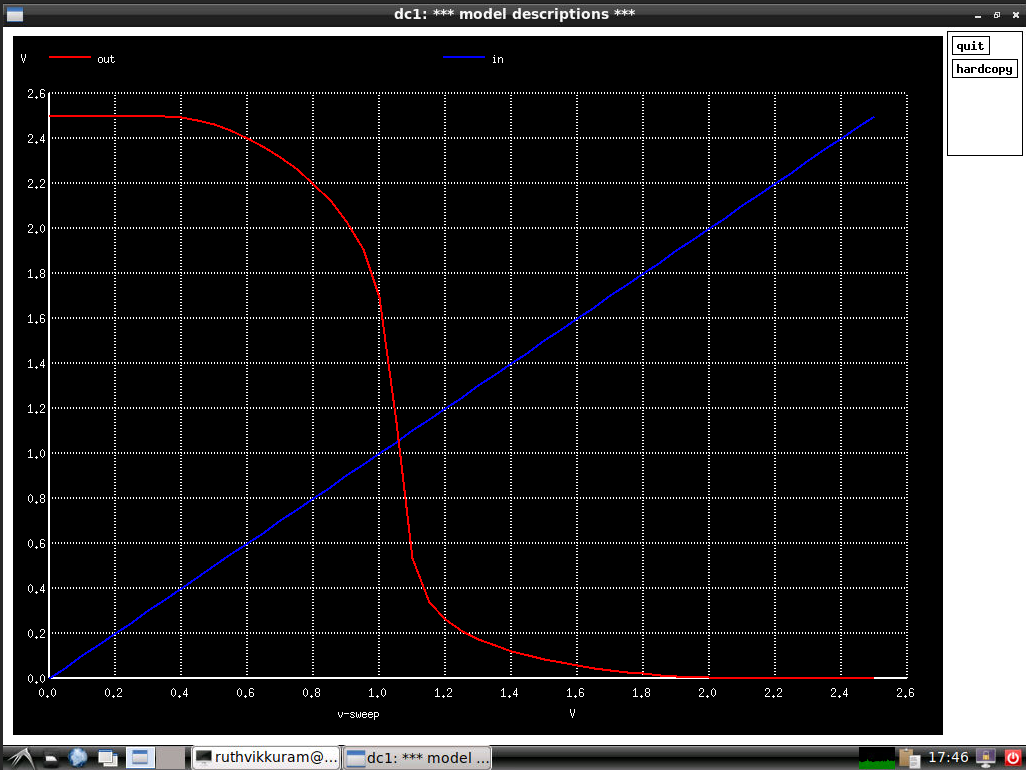 dc1: *** model descriptions ***
quit
hardcopy
V out in
2.6
2.4
2.2
2.0
1.8
1.6
1.4
1.2
1.0
0.8
0.6
0.4
0.2
0.0
0.0 0.2 0.4 0.6 0.8 1.0 1.2 1.4 1.6 1.8 2.0 2.2 2.4 2.6
v-sweep V
ruthvikkuram@... dc1: *** model ... 17:46